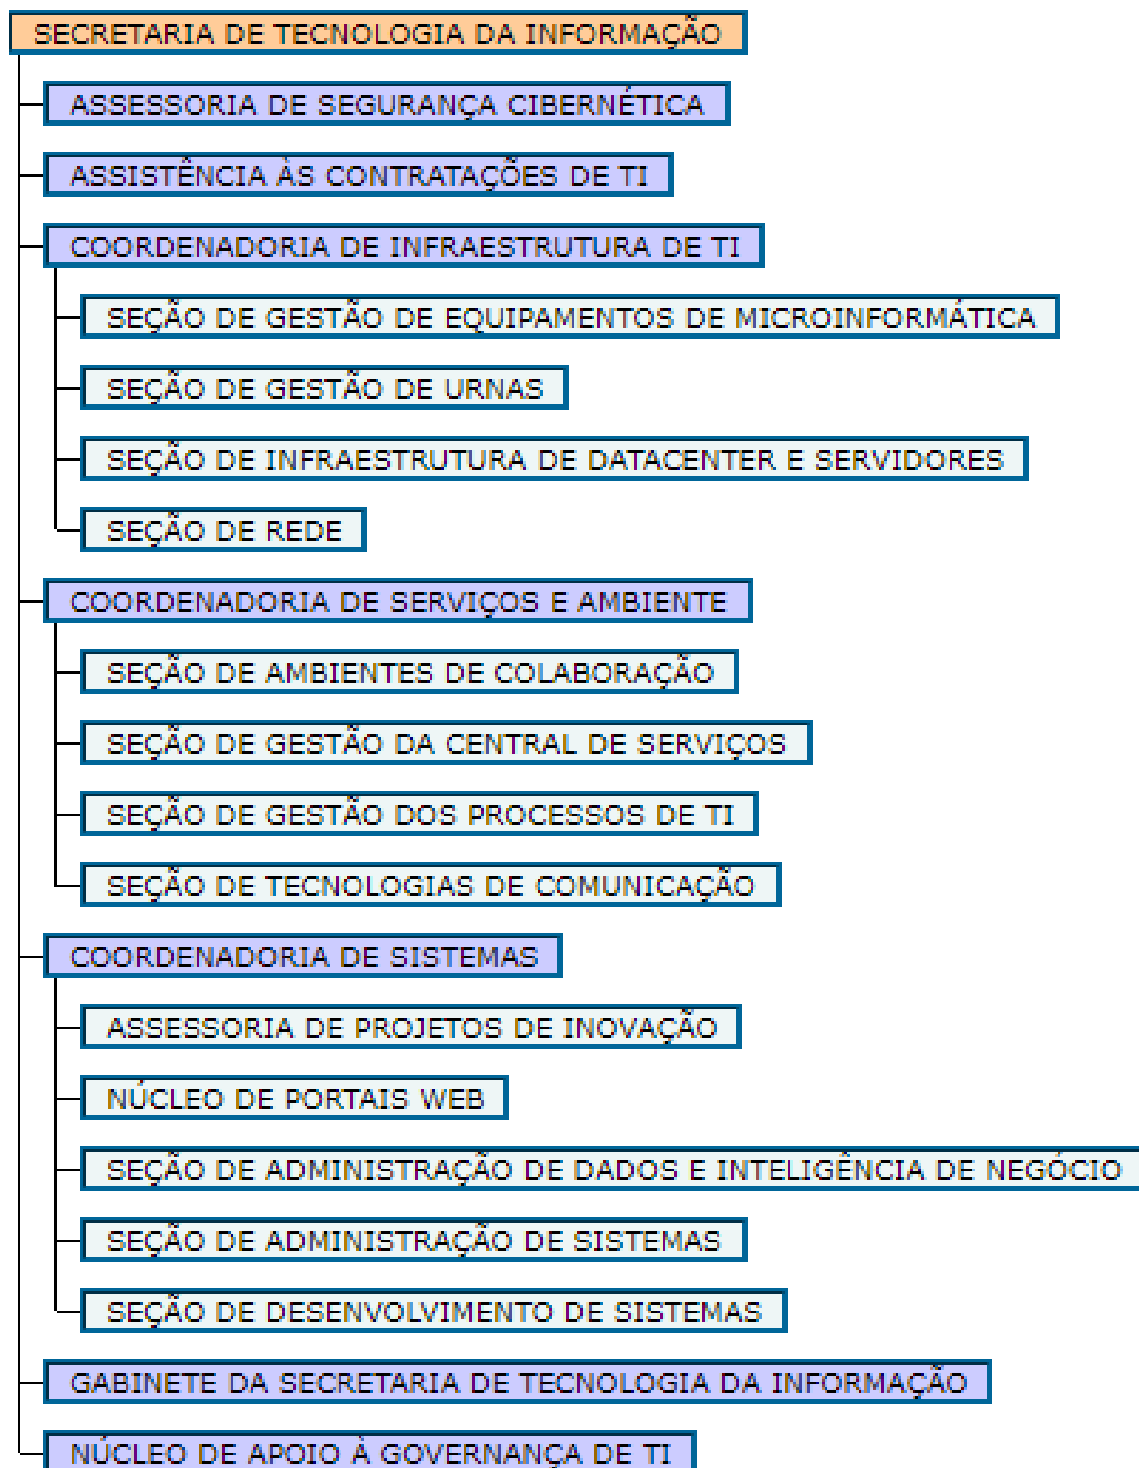 SECRETARIA DE TECNOLOGIA DA INFORMAÇÃO
ASSESSORIA DE SEGURANÇA CIBERNÉTICA
ASSISTÊNCIA ÀS CONTRATAÇÕES DE TI
COORDENADORIA DE INFRAESTRUTURA DE TI
SEÇÃO DE GESTÃO DE EQUIPAMENTOS DE MICROINFORMÁTICA
SEÇÃO DE GESTÃO DE URNAS
SEÇÃO DE INFRAESTRUTURA DE DATACENTER E SERVIDORES
SEÇÃO DE REDE
COORDENADORIA DE SERVIÇOS E AMBIENTE
SEÇÃO DE AMBIENTES DE COLABORAÇÃO
SEÇÃO DE GESTÃO DA CENTRAL DE SERVIÇOS
SEÇÃO DE GESTÃO DOS PROCESSOS DE TI
SEÇÃO DE TECNOLOGIAS DE COMUNICAÇÃO
COORDENADORIA DE SISTEMAS
ASSESSORIA DE PROJETOS DE INOVAÇÃO
NÚCLEO DE PORTAIS WEB
SEÇÃO DE ADMINISTRAÇÃO DE DADOS E INTELIGÊNCIA DE NEGÓCIO
SEÇÃO DE ADMINISTRAÇÃO DE SISTEMAS
SEÇÃO DE DESENVOLVIMENTO DE SISTEMAS
GABINETE DA SECRETARIA DE TECNOLOGIA DA INFORMAÇÃO
NÚCLEO DE APOIO À GOVERNANÇA DE TI